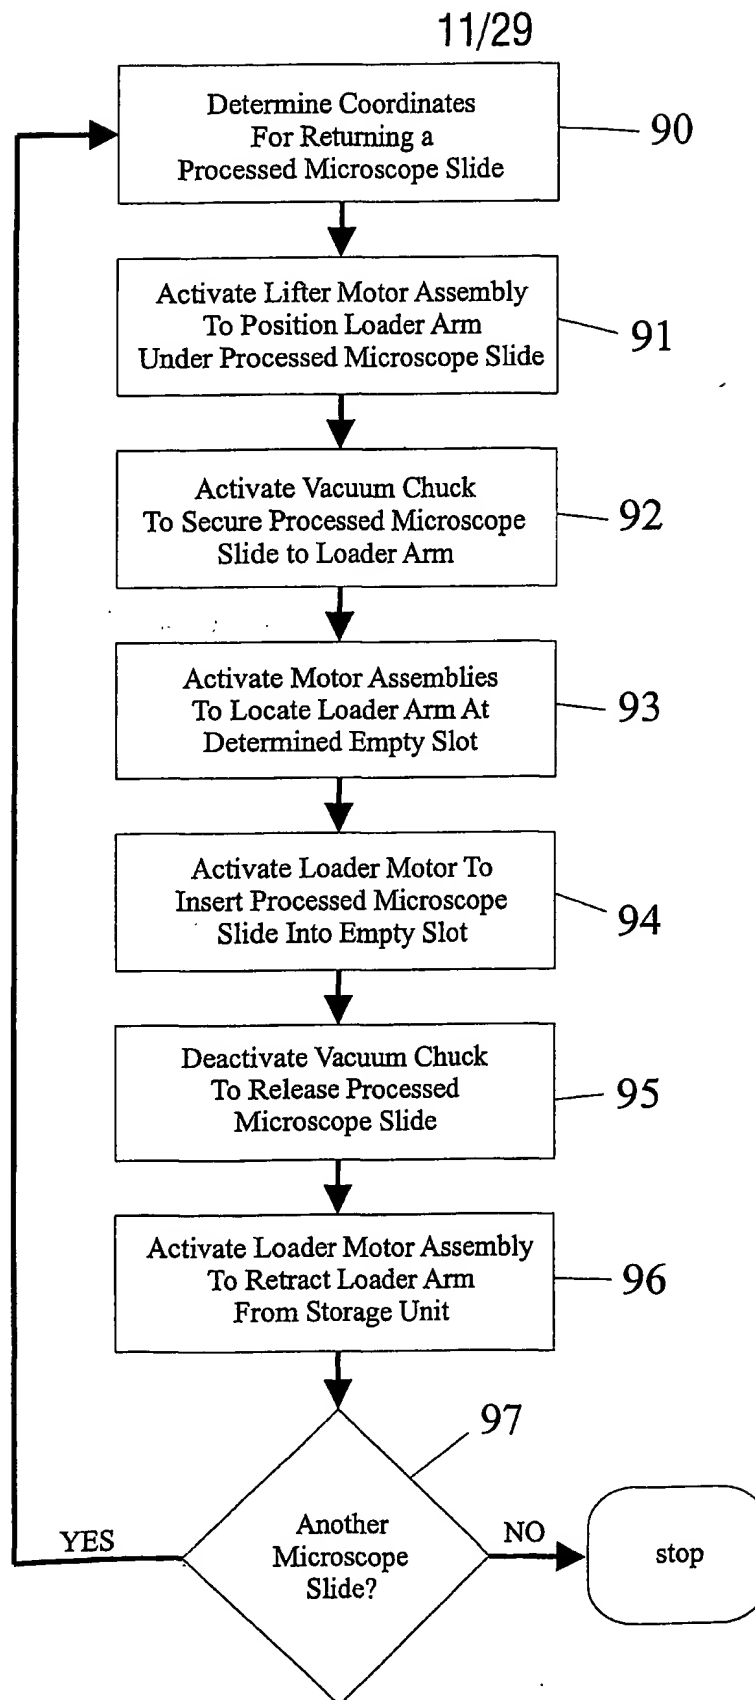 11/29
Determine Coordinates
For Returning a
Processed Microscope Slide
90
Activate Lifter Motor Assembly
To Position Loader Arm
Under Processed Microscope Slide
91
Activate Vacuum Chuck
To Secure Processed Microscope
Slide to Loader Arm
92
Activate Motor Assemblies
To Locate Loader Arm At
Determined Empty Slot
93
Activate Loader Motor To
Insert Processed Microscope
Slide Into Empty Slot
94
Deactivate Vacuum Chuck
To Release Processed
Microscope Slide
95
Activate Loader Motor Assembly
To Retract Loader Arm
From Storage Unit
96
97
YES
Another
Microscope
Slide?
NO
stop